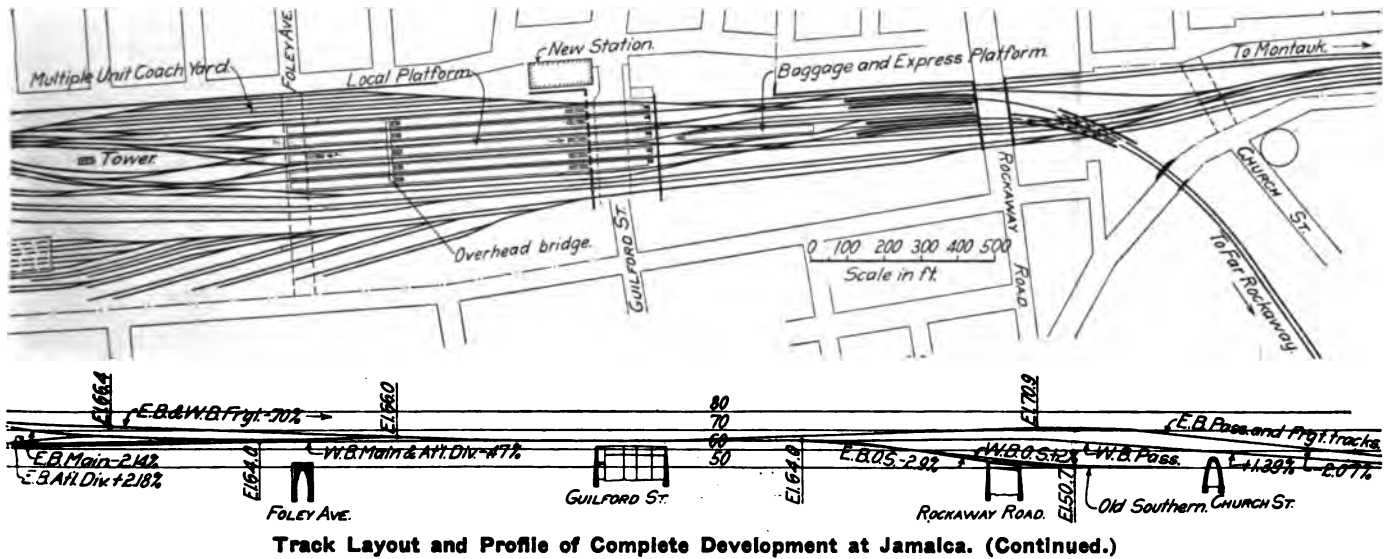 FOLEY AVE.
New Station.
Multiple Unit Coach Yard
Local Platform
Baggage and Express Platform.
To Montauk.
Tower.
CHURCH ST.
ROCKAWAY ROAD
Overhead bridge.
GUILFORD ST.
0 100 200 300 400 500
Scale in ft.
To Far Rockaway.
El.66.4
E.B.& W.B. Frgt.-.70%
El.66.0
80
70
60
50
El.70.9
E.B. Pass. and Frgt. tracks.
E.B. Main-2.14%
E.B. Atl. Div.+2.18%
El.64.0
W.B. Main & Atl. Div.-.47%
El.64.0
E.B.O.S.-2.9%
W.B.O.S.+2%
W.B. Pass.
+1.39%
-2.07%
FOLEY AVE.
GUILFORD ST.
ROCKAWAY ROAD.
El.50.7
Old Southern.
CHURCH ST.
Track Layout and Profile of Complete Development at Jamaica. (Continued.)